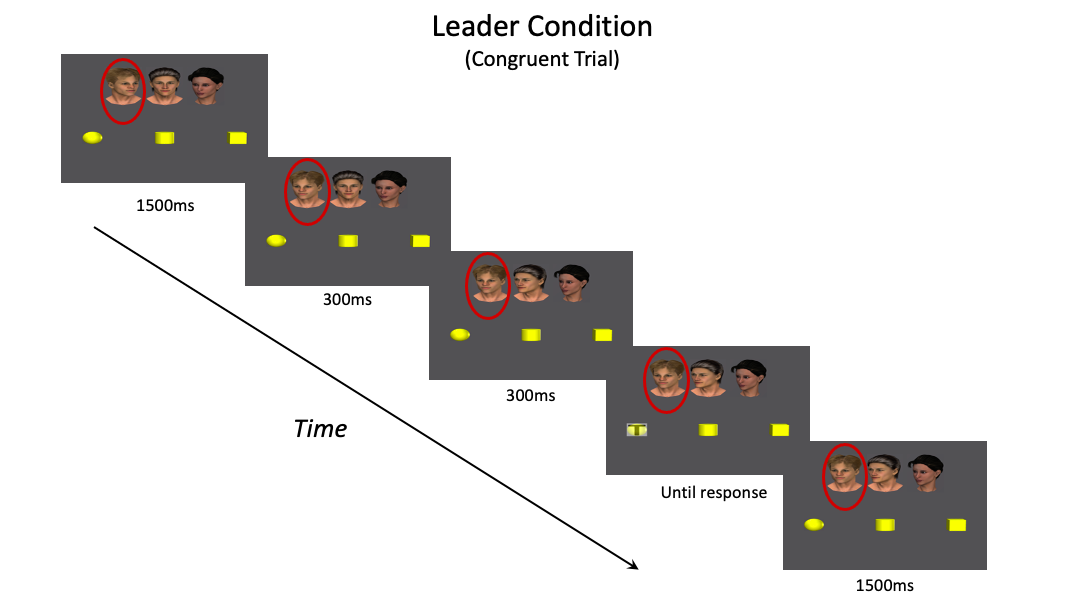 Leader Condition
(Congruent Trial)
1500ms
300ms
300ms
Time
T
Until response
1500ms